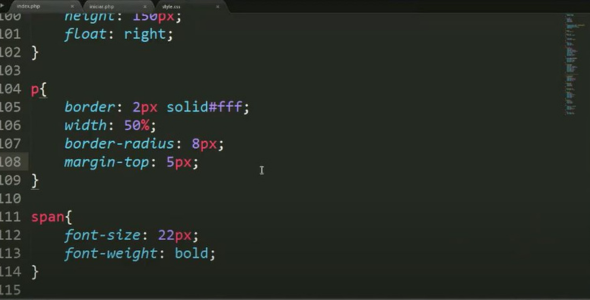 index.php iniciar.php style.css
100 height: 150px;
101 float: right;
102 }
103
104 p{
105 border: 2px solid#fff;
106 width: 50%;
107 border-radius: 8px;
108 margin-top: 5px;
109 }
110
111 span{
112 font-size: 22px;
113 font-weight: bold;
114 }
115